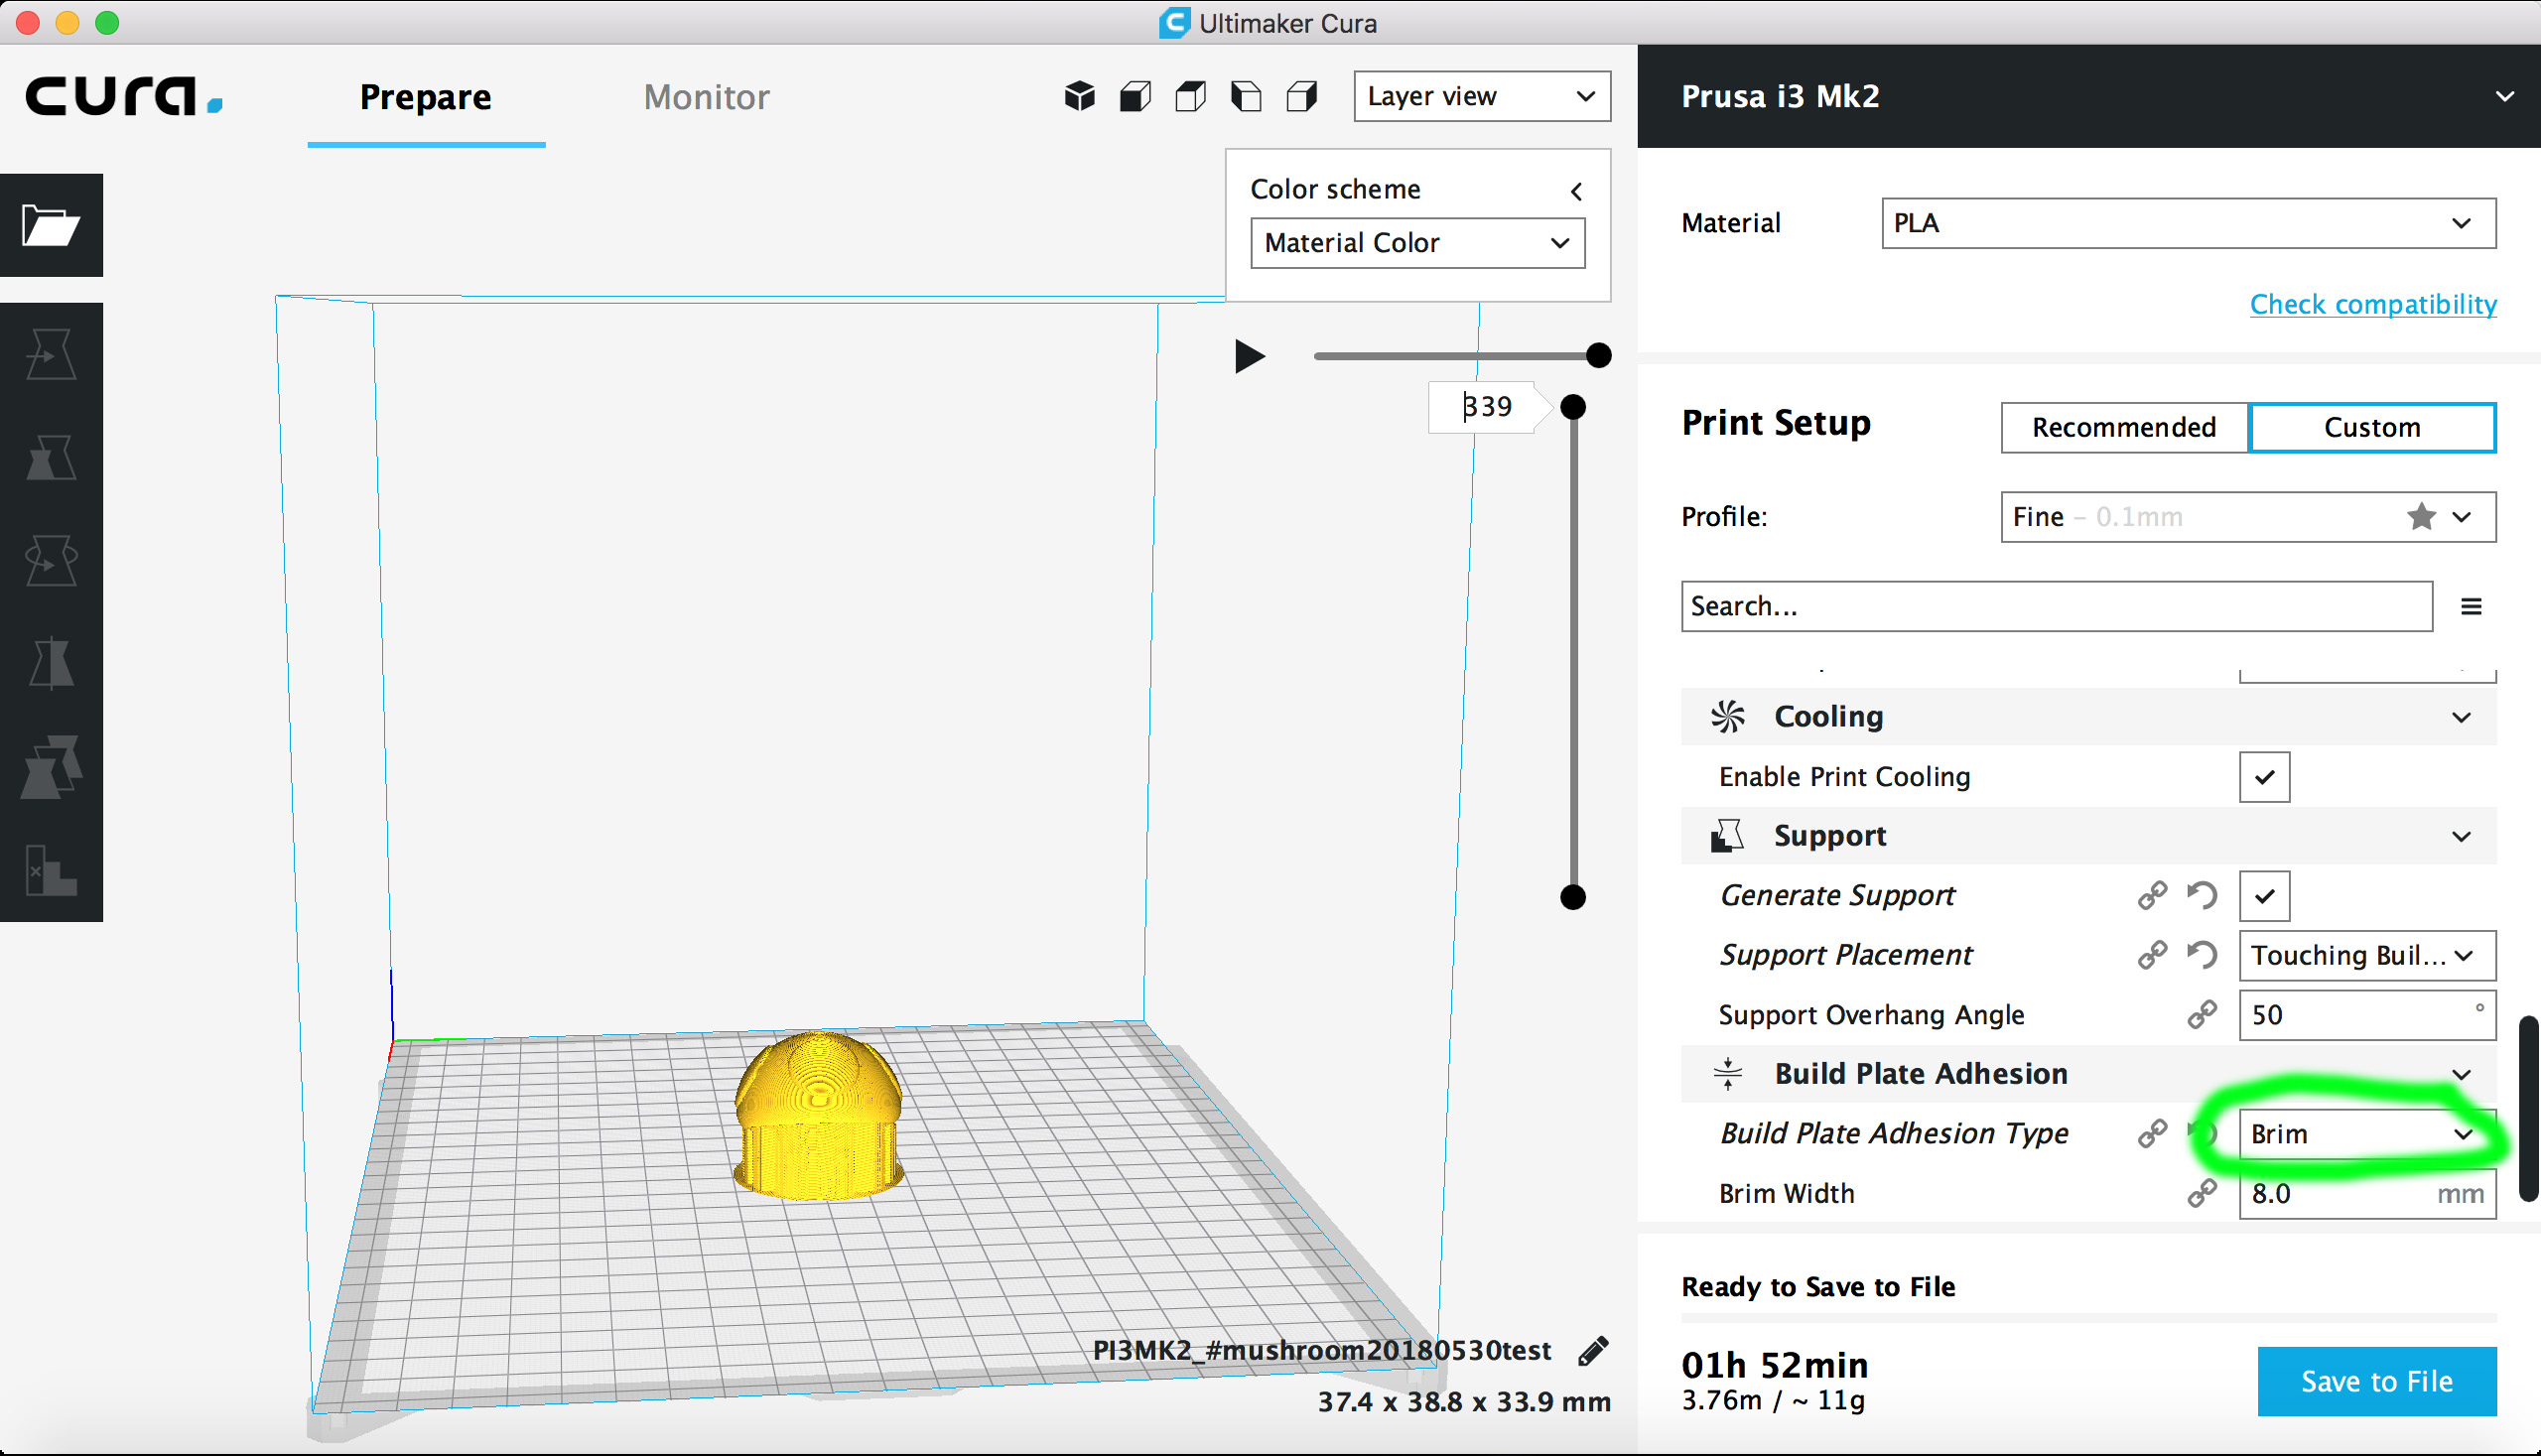 Ultimaker Cura
cura.
Prepare
Monitor
Layer view
Color scheme
Material Color
339
PI3MK2_#mushroom20180530test
37.4 x 38.8 x 33.9 mm
Prusa i3 Mk2
Material
PLA
Check compatibility
Print Setup
Recommended
Custom
Profile:
Fine – 0.1mm
Search...
Cooling
Enable Print Cooling
Support
Generate Support
Support Placement
Touching Buil...
Support Overhang Angle
50 °
Build Plate Adhesion
Build Plate Adhesion Type
Brim
Brim Width
8.0 mm
Ready to Save to File
01h 52min
3.76m / ~ 11g
Save to File